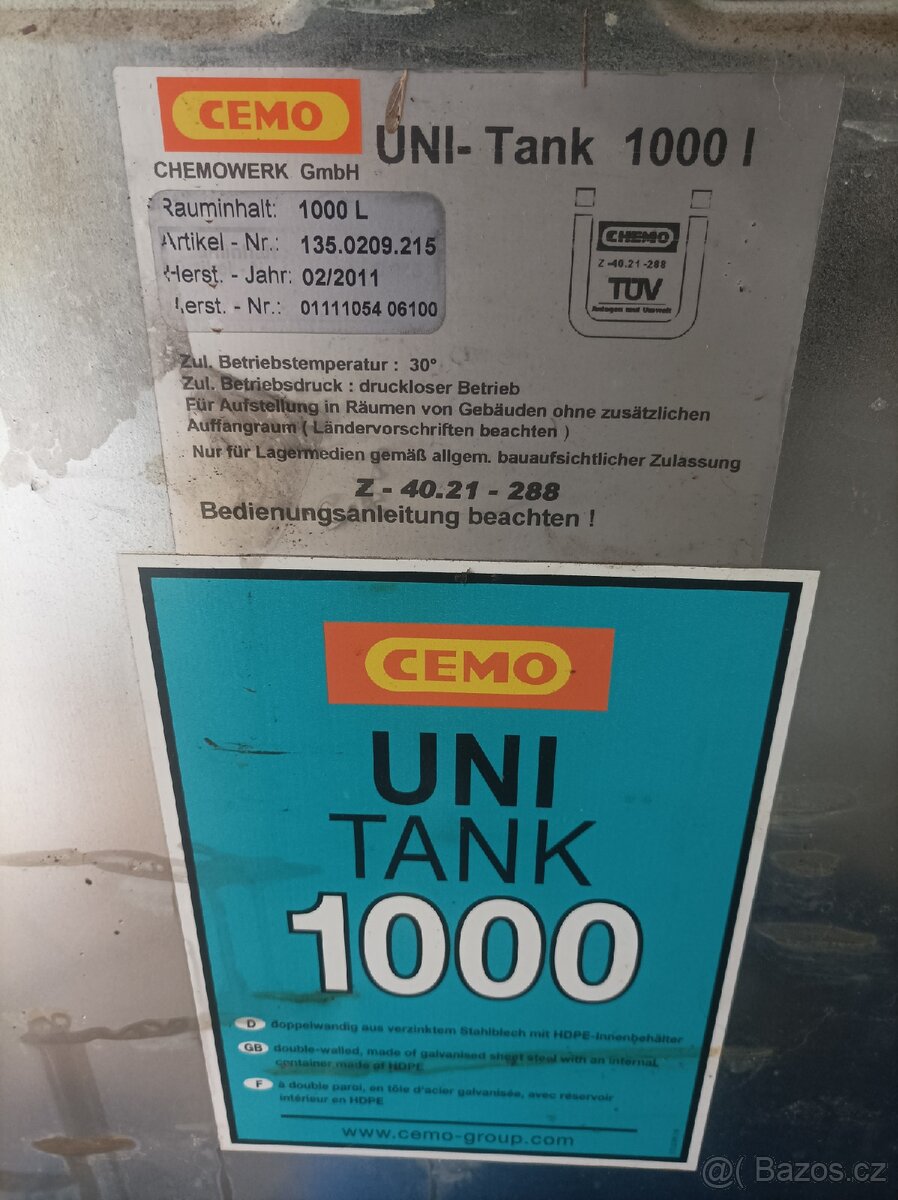 CEMO
CHEMOWERK GmbH
UNI- Tank 1000 l
Rauminhalt: 1000 L
Artikel - Nr.: 135.0209.215
Herst. - Jahr: 02/2011
Herst. - Nr.: 01111054 06100
CHEMO
Z -40.21 -288
TÜV
Anlagen und Umwelt
Zul. Betriebstemperatur : 30°
Zul. Betriebsdruck : druckloser Betrieb
Für Aufstellung in Räumen von Gebäuden ohne zusätzlichen
Auffangraum ( Ländervorschriften beachten )
Nur für Lagermedien gemäß allgem. bauaufsichtlicher Zulassung
Z - 40.21 - 288
Bedienungsanleitung beachten !
CEMO
UNI
TANK
1000
D doppelwandig aus verzinktem Stahlblech mit HDPE-Innenbehälter
GB double-walled, made of galvanised sheet steel with an internal
container made of HDPE
F à double paroi, en tôle d'acier galvanisée, avec réservoir
intérieur en HDPE
www.cemo-group.com
@( Bazos.cz